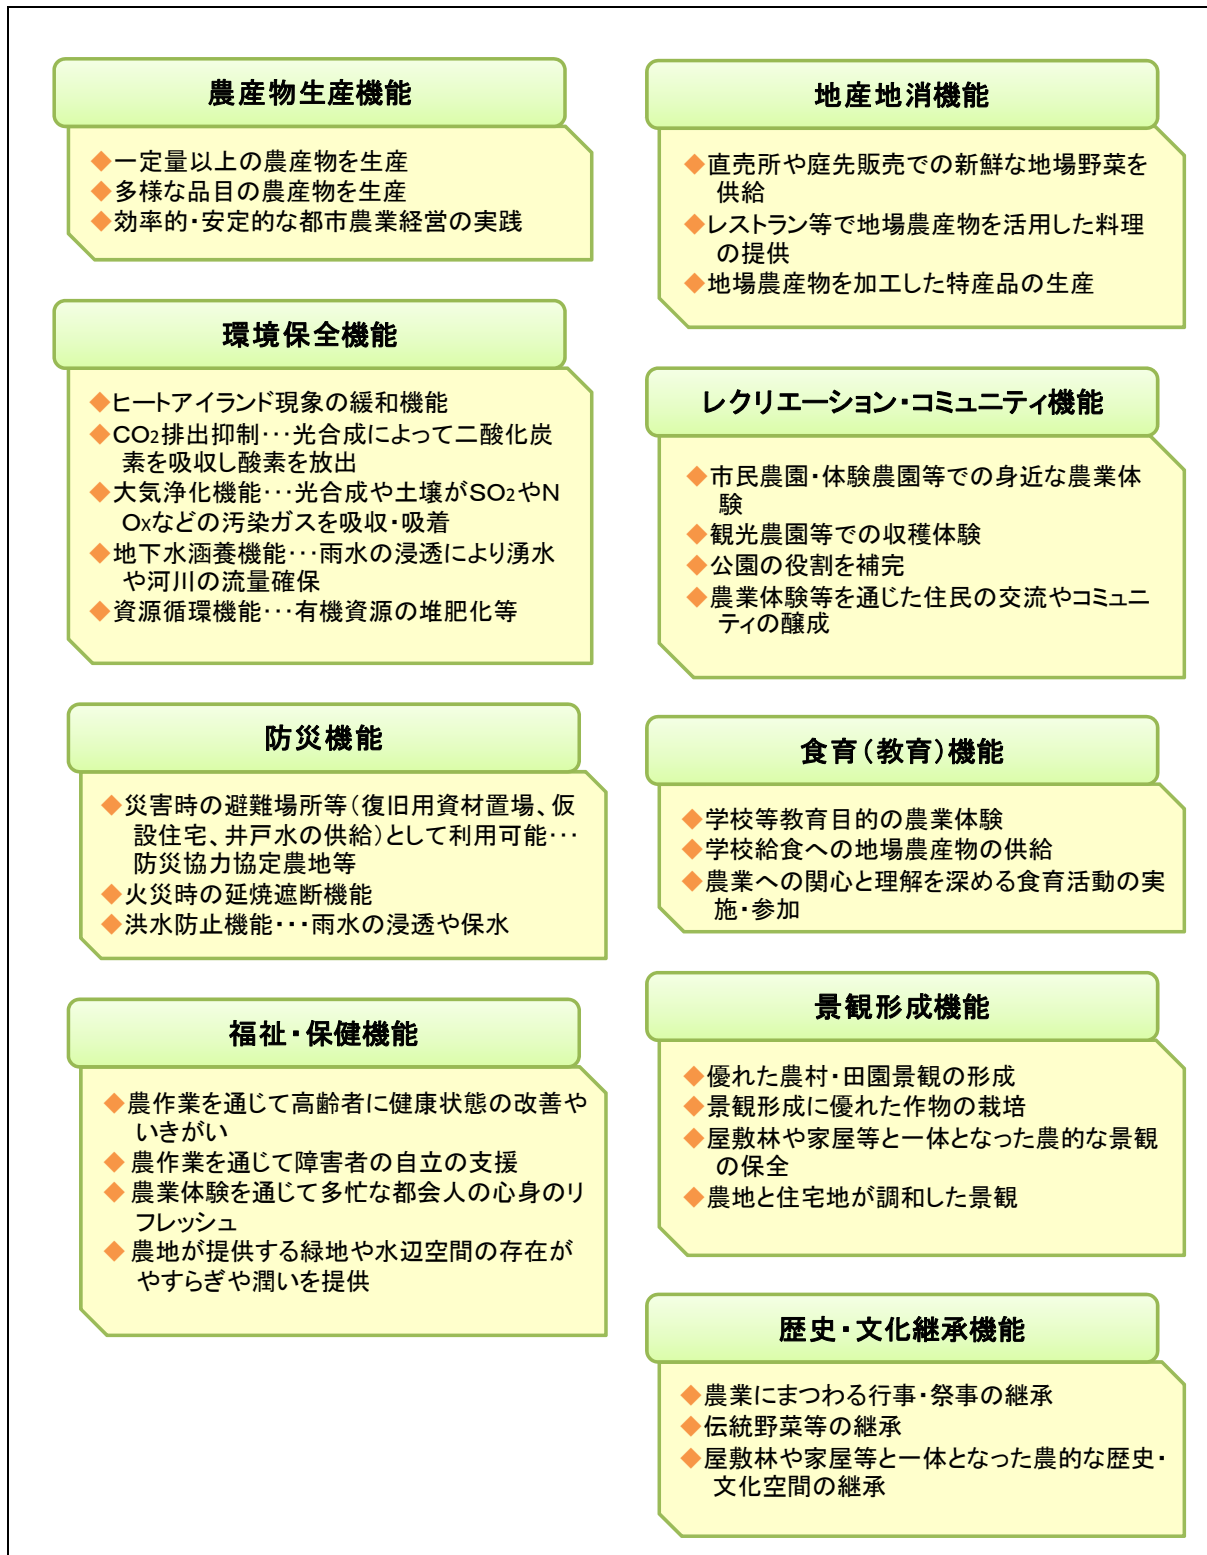 農産物生産機能
◆一定量以上の農産物を生産
◆多様な品目の農産物を生産
◆効率的・安定的な都市農業経営の実践
環境保全機能
◆ヒートアイランド現象の緩和機能
◆CO2排出抑制･･･光合成によって二酸化炭
素を吸収し酸素を放出
◆大気浄化機能･･･光合成や土壌がSO2やN
Oxなどの汚染ガスを吸収・吸着
◆地下水涵養機能･･･雨水の浸透により湧水
や河川の流量確保
◆資源循環機能･･･有機資源の堆肥化等
防災機能
◆災害時の避難場所等（復旧用資材置場、仮
設住宅、井戸水の供給）として利用可能･･･
防災協力協定農地等
◆火災時の延焼遮断機能
◆洪水防止機能・・・雨水の浸透や保水
福祉・保健機能
◆農作業を通じて高齢者に健康状態の改善や
いきがい
◆農作業を通じて障害者の自立の支援
◆農業体験を通じて多忙な都会人の心身のリ
フレッシュ
◆農地が提供する緑地や水辺空間の存在が
やすらぎや潤いを提供
地産地消機能
◆直売所や庭先販売での新鮮な地場野菜を
供給
◆レストラン等で地場農産物を活用した料理
の提供
◆地場農産物を加工した特産品の生産
レクリエーション・コミュニティ機能
◆市民農園・体験農園等での身近な農業体
験
◆観光農園等での収穫体験
◆公園の役割を補完
◆農業体験等を通じた住民の交流やコミュニ
ティの醸成
食育（教育）機能
◆学校等教育目的の農業体験
◆学校給食への地場農産物の供給
◆農業への関心と理解を深める食育活動の実
施・参加
景観形成機能
◆優れた農村・田園景観の形成
◆景観形成に優れた作物の栽培
◆屋敷林や家屋等と一体となった農的な景観
の保全
◆農地と住宅地が調和した景観
歴史・文化継承機能
◆農業にまつわる行事・祭事の継承
◆伝統野菜等の継承
◆屋敷林や家屋等と一体となった農的な歴史・
文化空間の継承